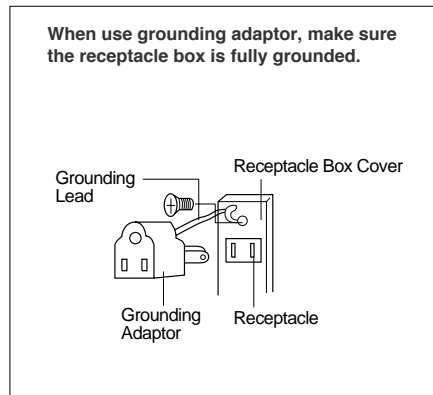 When use grounding adaptor, make sure
the receptacle box is fully grounded.
Grounding
Lead
Receptacle Box Cover
Grounding
Adaptor
Receptacle